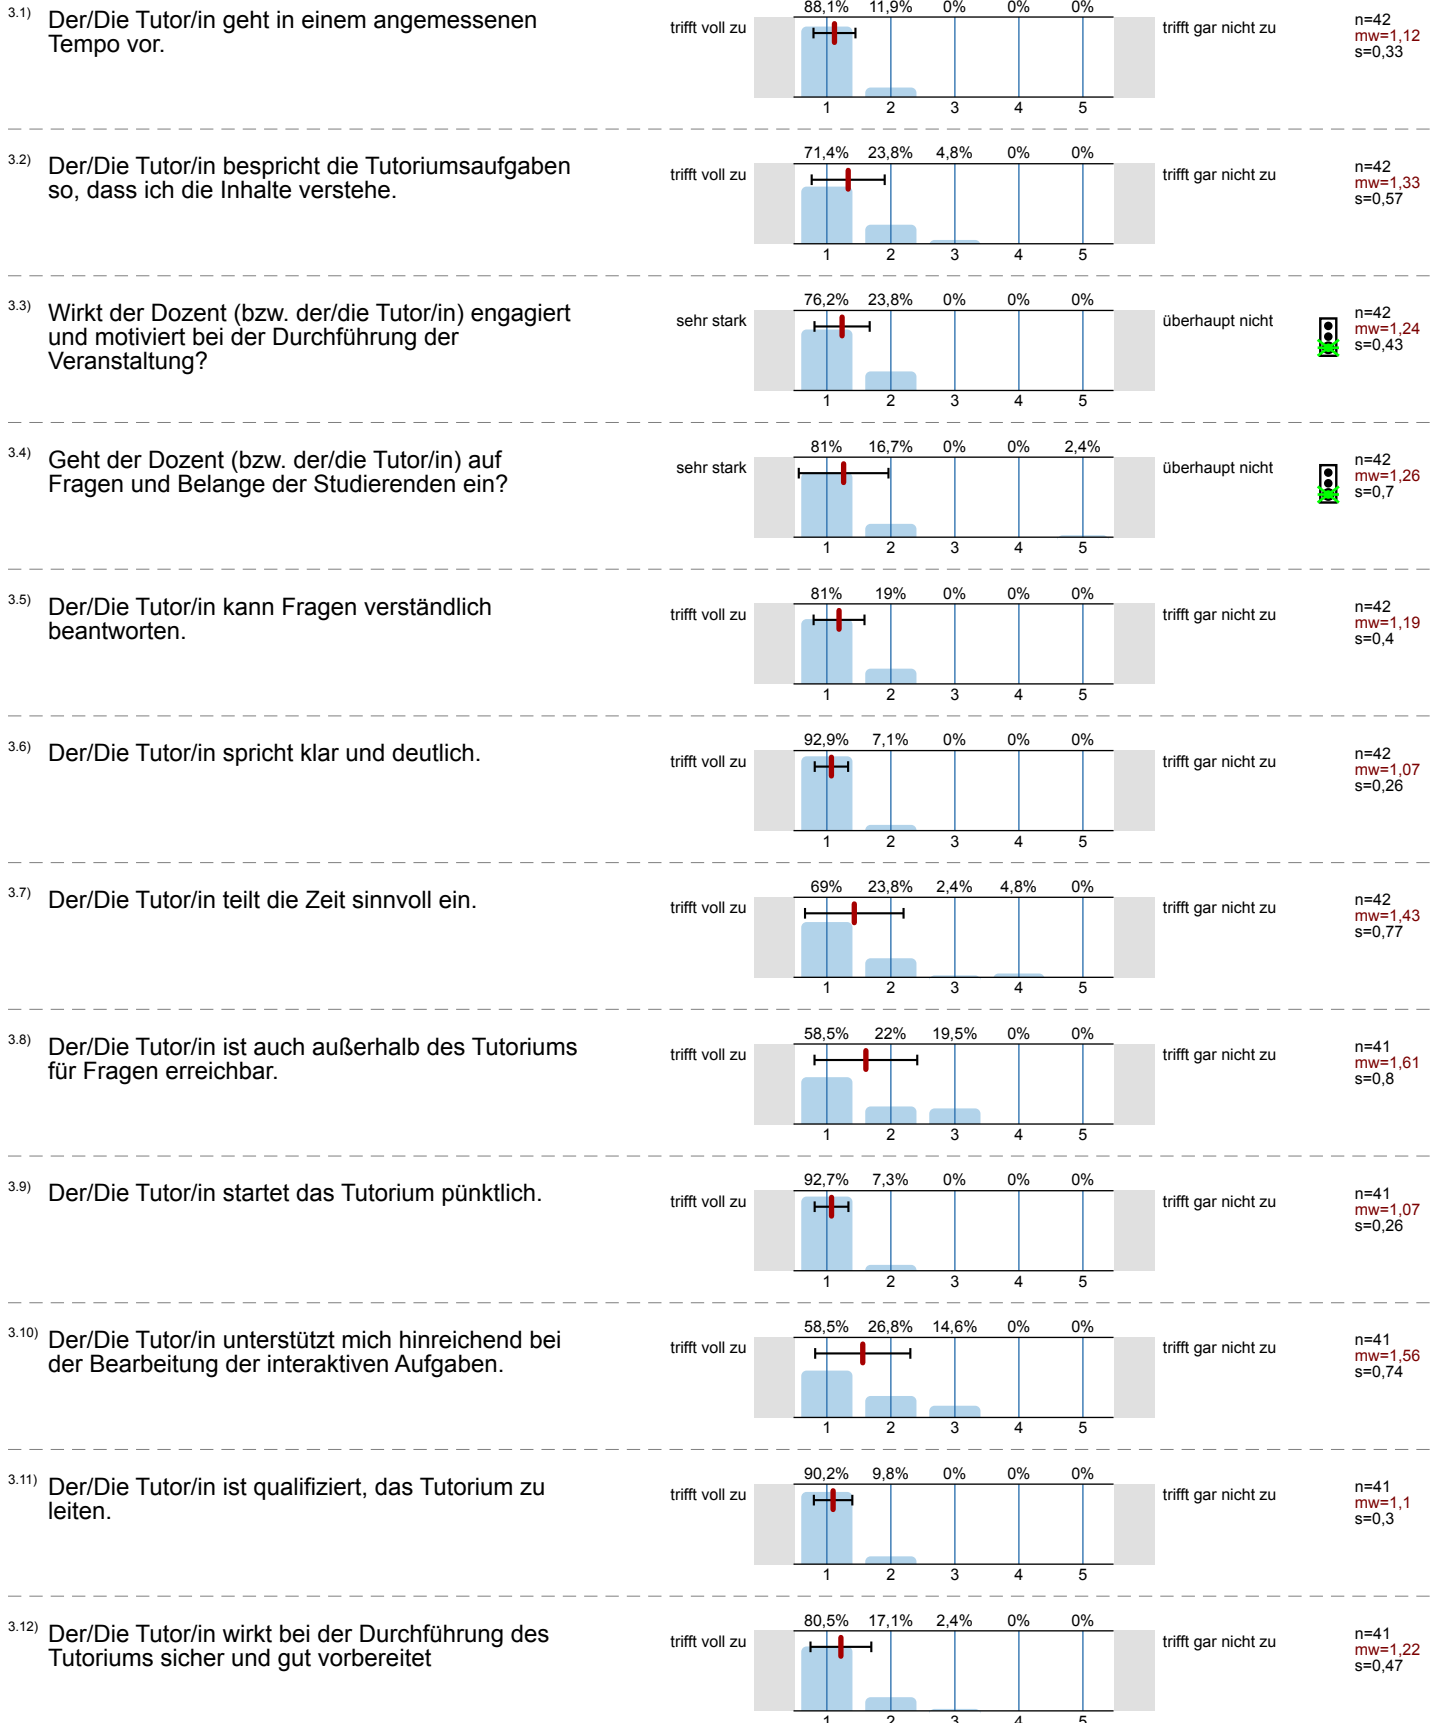 3.1) Der/Die Tutor/in geht in einem angemessenen
Tempo vor.
trifft voll zu
88,1% 11,9% 0% 0% 0%
1 2 3 4 5
trifft gar nicht zu
n=42
mw=1,12
s=0,33
3.2) Der/Die Tutor/in bespricht die Tutoriumsaufgaben
so, dass ich die Inhalte verstehe.
trifft voll zu
71,4% 23,8% 4,8% 0% 0%
1 2 3 4 5
trifft gar nicht zu
n=42
mw=1,33
s=0,57
3.3) Wirkt der Dozent (bzw. der/die Tutor/in) engagiert
und motiviert bei der Durchführung der
Veranstaltung?
sehr stark
76,2% 23,8% 0% 0% 0%
1 2 3 4 5
überhaupt nicht
n=42
mw=1,24
s=0,43
3.4) Geht der Dozent (bzw. der/die Tutor/in) auf
Fragen und Belange der Studierenden ein?
sehr stark
81% 16,7% 0% 0% 2,4%
1 2 3 4 5
überhaupt nicht
n=42
mw=1,26
s=0,7
3.5) Der/Die Tutor/in kann Fragen verständlich
beantworten.
trifft voll zu
81% 19% 0% 0% 0%
1 2 3 4 5
trifft gar nicht zu
n=42
mw=1,19
s=0,4
3.6) Der/Die Tutor/in spricht klar und deutlich.
trifft voll zu
92,9% 7,1% 0% 0% 0%
1 2 3 4 5
trifft gar nicht zu
n=42
mw=1,07
s=0,26
3.7) Der/Die Tutor/in teilt die Zeit sinnvoll ein.
trifft voll zu
69% 23,8% 2,4% 4,8% 0%
1 2 3 4 5
trifft gar nicht zu
n=42
mw=1,43
s=0,77
3.8) Der/Die Tutor/in ist auch außerhalb des Tutoriums
für Fragen erreichbar.
trifft voll zu
58,5% 22% 19,5% 0% 0%
1 2 3 4 5
trifft gar nicht zu
n=41
mw=1,61
s=0,8
3.9) Der/Die Tutor/in startet das Tutorium pünktlich.
trifft voll zu
92,7% 7,3% 0% 0% 0%
1 2 3 4 5
trifft gar nicht zu
n=41
mw=1,07
s=0,26
3.10) Der/Die Tutor/in unterstützt mich hinreichend bei
der Bearbeitung der interaktiven Aufgaben.
trifft voll zu
58,5% 26,8% 14,6% 0% 0%
1 2 3 4 5
trifft gar nicht zu
n=41
mw=1,56
s=0,74
3.11) Der/Die Tutor/in ist qualifiziert, das Tutorium zu
leiten.
trifft voll zu
90,2% 9,8% 0% 0% 0%
1 2 3 4 5
trifft gar nicht zu
n=41
mw=1,1
s=0,3
3.12) Der/Die Tutor/in wirkt bei der Durchführung des
Tutoriums sicher und gut vorbereitet
trifft voll zu
80,5% 17,1% 2,4% 0% 0%
1 2 3 4 5
trifft gar nicht zu
n=41
mw=1,22
s=0,47